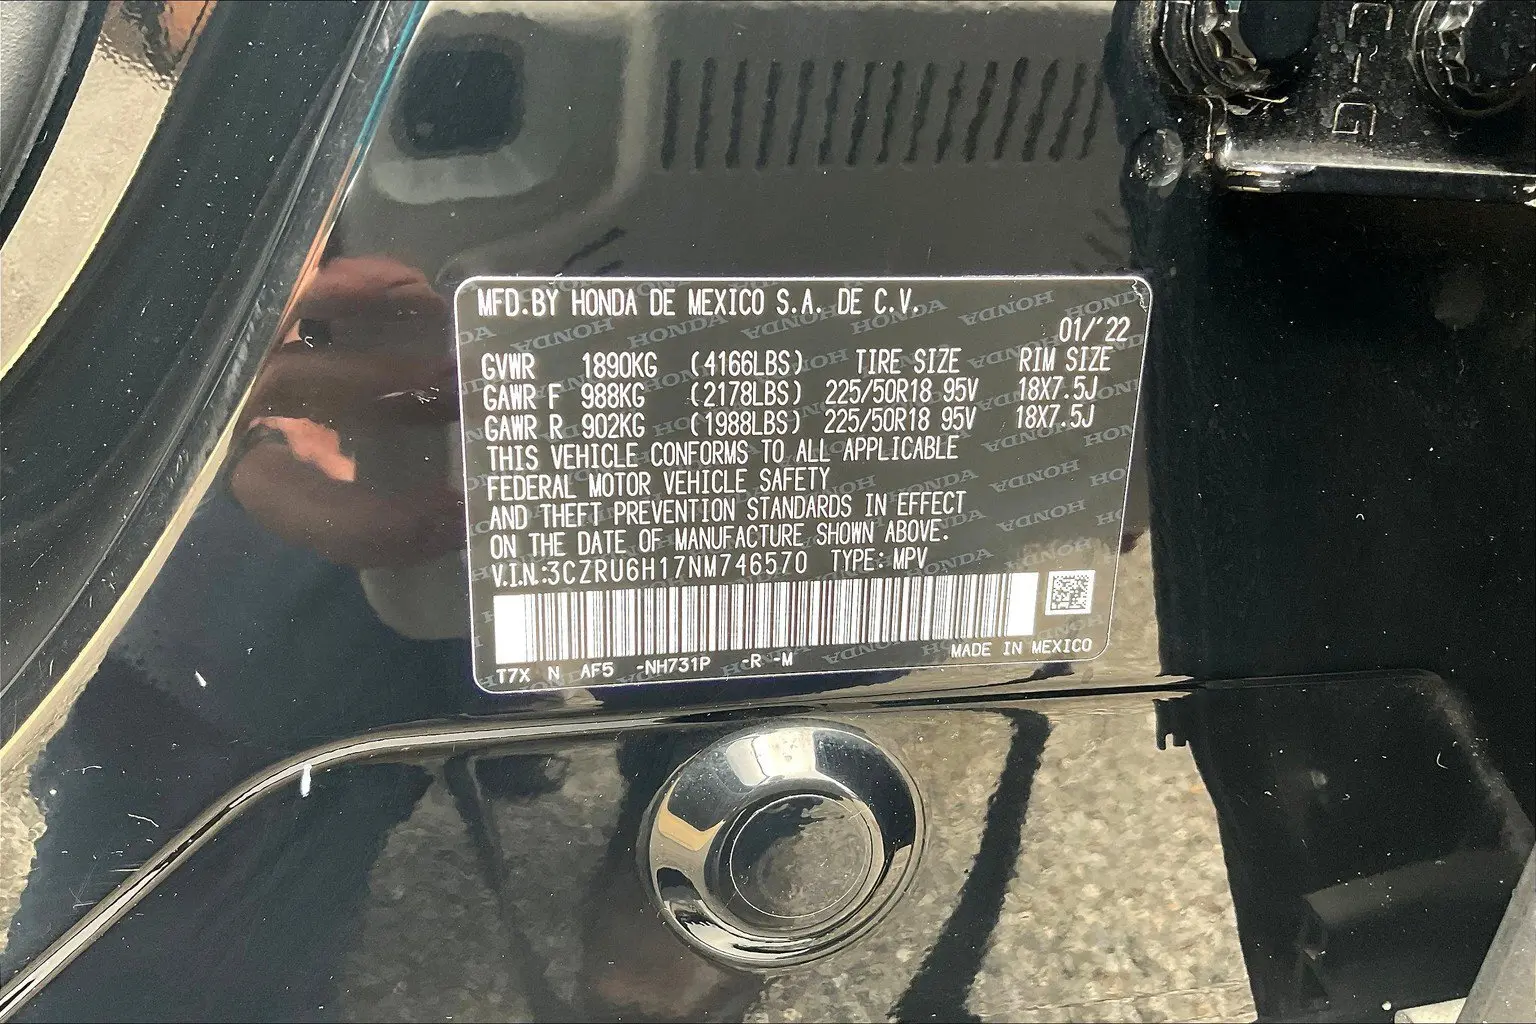 MFD.BY HONDA DE MEXICO S.A. DE C.V.
01/'22
GVWR 1890KG (4166LBS) TIRE SIZE RIM SIZE
GAWR F 988KG (2178LBS) 225/50R18 95V 18X7.5J
GAWR R 902KG (1988LBS) 225/50R18 95V 18X7.5J
THIS VEHICLE CONFORMS TO ALL APPLICABLE
FEDERAL MOTOR VEHICLE SAFETY
AND THEFT PREVENTION STANDARDS IN EFFECT
ON THE DATE OF MANUFACTURE SHOWN ABOVE.
V.I.N.:3CZRU6H17NM746570 TYPE: MPV
T7X N AF5 -NH731P -R -M MADE IN MEXICO